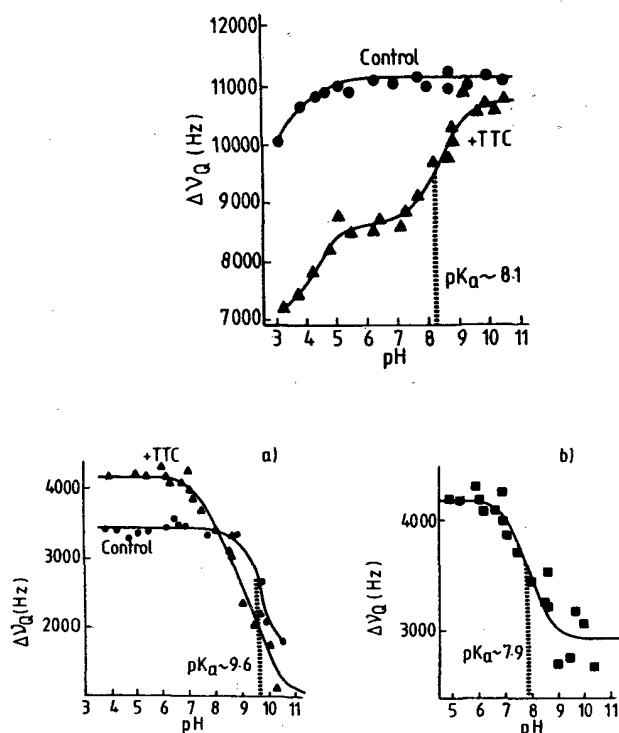 12000
Control
11000
+TTC
10000
ΔνQ (Hz)
9000
8000
pKa~8.1
7000
3 4 5 6 7 8 9 10 11
pH
+TTC
a)
4000
Control
3000
ΔνQ (Hz)
2000
pKa~9.6
3 4 5 6 7 8 9 10 11
pH
b)
4000
ΔνQ (Hz)
3000
pKa~7.9
5 6 7 8 9 10 11
pH